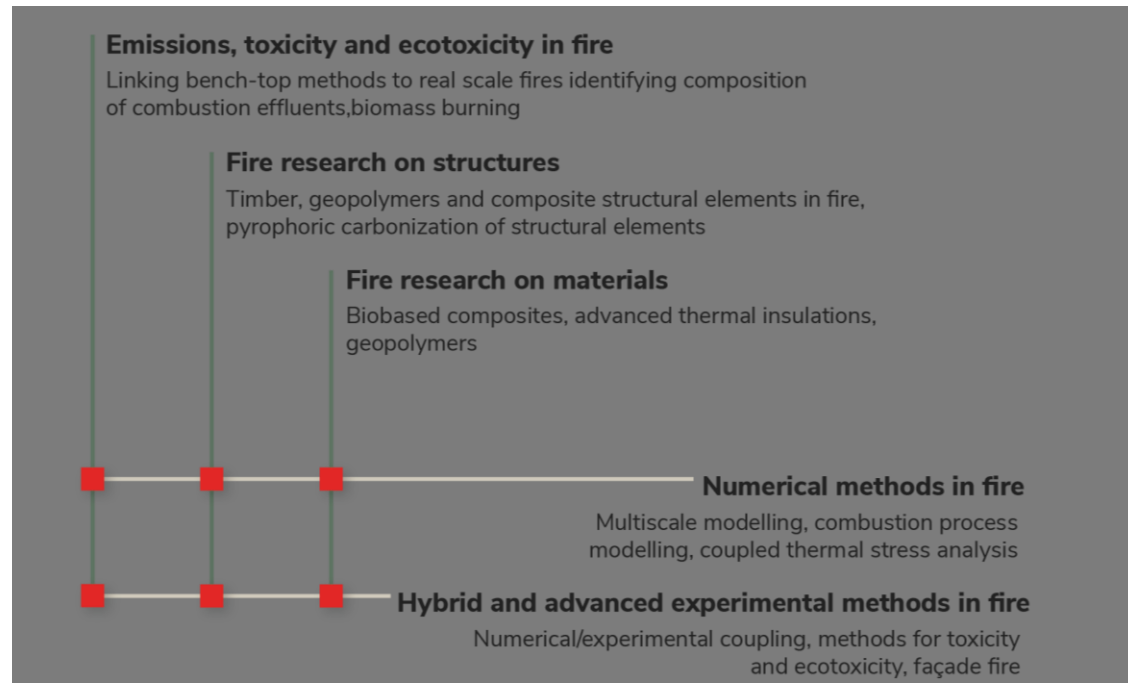 Emissions, toxicity and ecotoxicity in fire
Linking bench-top methods to real scale fires identifying composition
of combustion effluents,biomass burning
Fire research on structures
Timber, geopolymers and composite structural elements in fire,
pyrophoric carbonization of structural elements
Fire research on materials
Biobased composites, advanced thermal insulations,
geopolymers
Numerical methods in fire
Multiscale modelling, combustion process
modelling, coupled thermal stress analysis
Hybrid and advanced experimental methods in fire
Numerical/experimental coupling, methods for toxicity
and ecotoxicity, façade fire